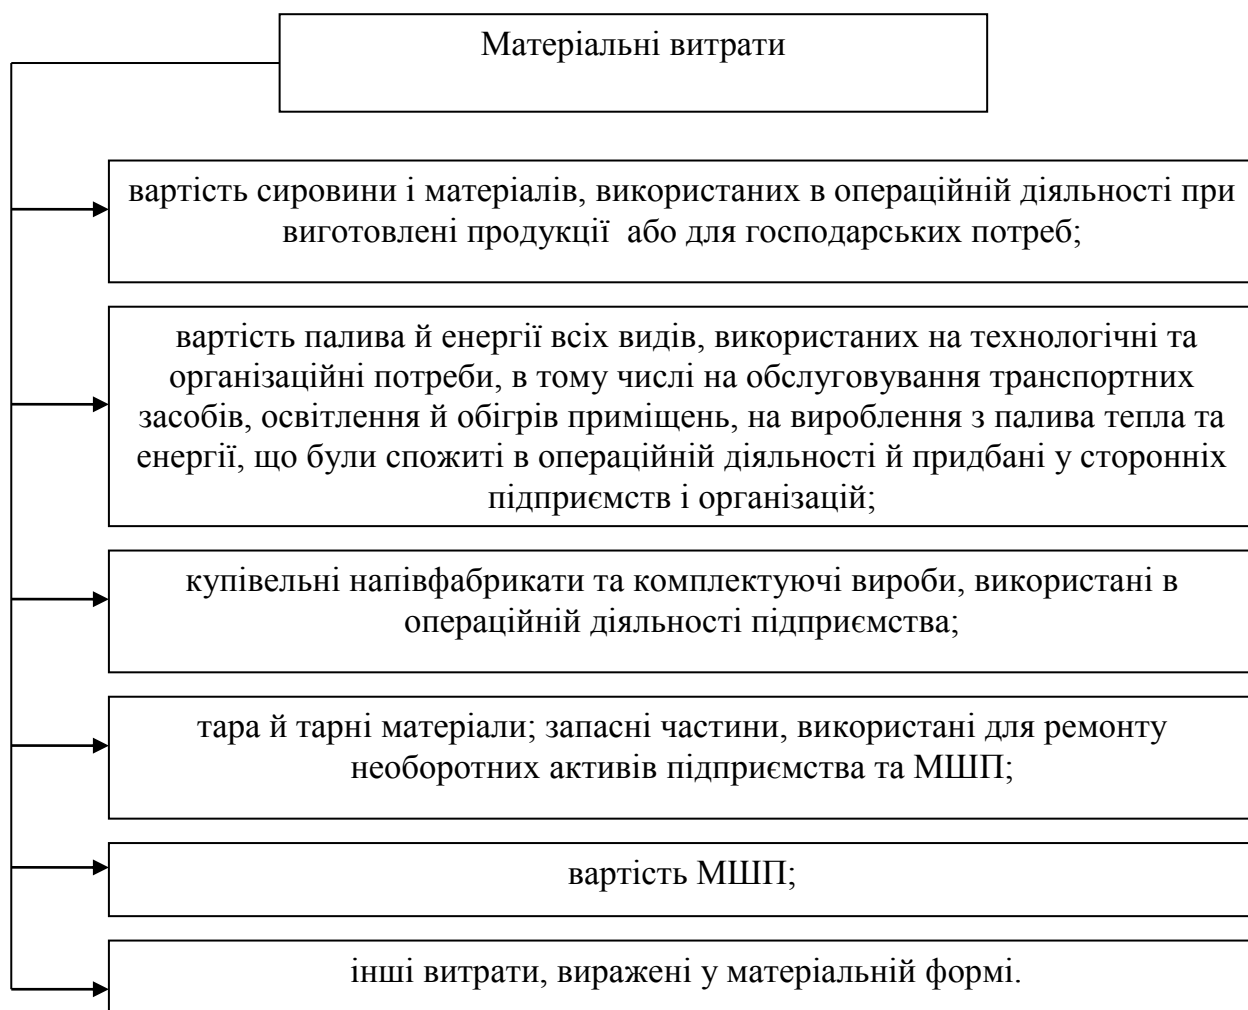 Матеріальні витрати
вартість сировини і матеріалів, використаних в операційній діяльності при
виготовлені продукції або для господарських потреб;
вартість палива й енергії всіх видів, використаних на технологічні та
організаційні потреби, в тому числі на обслуговування транспортних
засобів, освітлення й обігрів приміщень, на вироблення з палива тепла та
енергії, що були спожиті в операційній діяльності й придбані у сторонніх
підприємств і організацій;
купівельні напівфабрикати та комплектуючі вироби, використані в
операційній діяльності підприємства;
тара й тарні матеріали; запасні частини, використані для ремонту
необоротних активів підприємства та МШП;
вартість МШП;
інші витрати, виражені у матеріальній формі.